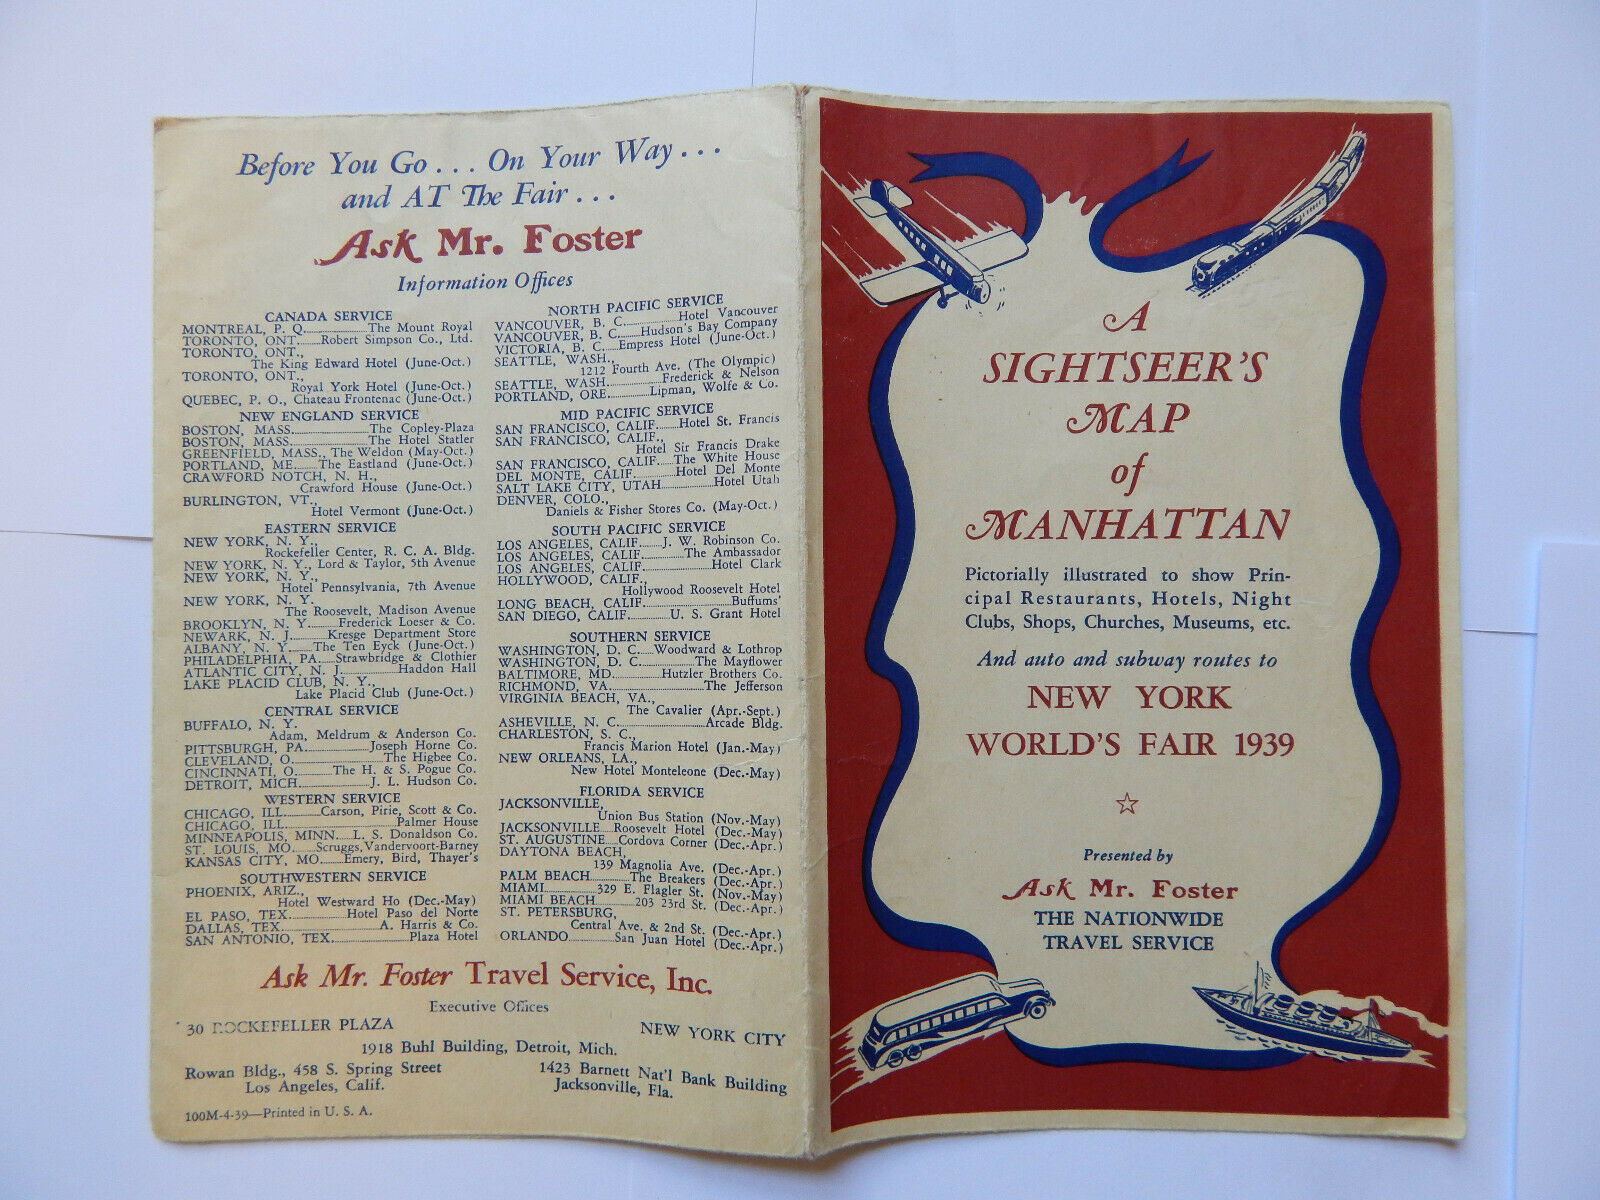 Before You Go . . . On Your Way . . .
and AT The Fair . . .
Ask Mr. Foster
Information Offices
CANADA SERVICE
MONTREAL, P. Q. The Mount Royal
TORONTO, ONT. Robert Simpson Co., Ltd.
TORONTO, ONT.,
The King Edward Hotel (June-Oct.)
TORONTO, ONT.,
Royal York Hotel (June-Oct.)
QUEBEC, P. O., Chateau Frontenac (June-Oct.)
NEW ENGLAND SERVICE
BOSTON, MASS. The Copley-Plaza
BOSTON, MASS. The Hotel Statler
GREENFIELD, MASS., The Weldon (May-Oct.)
PORTLAND, ME. The Eastland (June-Oct.)
CRAWFORD NOTCH, N. H.,
Crawford House (June-Oct.)
BURLINGTON, VT.,
Hotel Vermont (June-Oct.)
EASTERN SERVICE
NEW YORK, N. Y.,
Rockefeller Center, R. C. A. Bldg.
NEW YORK, N. Y., Lord & Taylor, 5th Avenue
NEW YORK, N. Y.,
Hotel Pennsylvania, 7th Avenue
NEW YORK, N. Y.
The Roosevelt, Madison Avenue
BROOKLYN, N. Y. Frederick Loeser & Co.
NEWARK, N. J. Kresge Department Store
ALBANY, N. Y. The Ten Eyck (June-Oct.)
PHILADELPHIA, PA. Strawbridge & Clothier
ATLANTIC CITY, N. J. Haddon Hall
LAKE PLACID CLUB, N. Y.,
Lake Placid Club (June-Oct.)
CENTRAL SERVICE
BUFFALO, N. Y.
Adam, Meldrum & Anderson Co.
PITTSBURGH, PA. Joseph Horne Co.
CLEVELAND, O. The Higbee Co.
CINCINNATI, O. The H. & S. Pogue Co.
DETROIT, MICH. J. L. Hudson Co.
WESTERN SERVICE
CHICAGO, ILL. Carson, Pirie, Scott & Co.
CHICAGO, ILL. Palmer House
MINNEAPOLIS, MINN. L. S. Donaldson Co.
ST. LOUIS, MO. Scruggs, Vandervoort-Barney
KANSAS CITY, MO. Emery, Bird, Thayer's
SOUTHWESTERN SERVICE
PHOENIX, ARIZ.,
Hotel Westward Ho (Dec.-May)
EL PASO, TEX. Hotel Paso del Norte
DALLAS, TEX. A. Harris & Co.
SAN ANTONIO, TEX. Plaza Hotel
NORTH PACIFIC SERVICE
VANCOUVER, B. C. Hotel Vancouver
VANCOUVER, B. C. Hudson's Bay Company
VICTORIA, B. C. Empress Hotel (June-Oct.)
SEATTLE, WASH.,
1212 Fourth Ave. (The Olympic)
SEATTLE, WASH. Frederick & Nelson
PORTLAND, ORE. Lipman, Wolfe & Co.
MID PACIFIC SERVICE
SAN FRANCISCO, CALIF. Hotel St. Francis
SAN FRANCISCO, CALIF.,
Hotel Sir Francis Drake
SAN FRANCISCO, CALIF. The White House
DEL MONTE, CALIF. Hotel Del Monte
SALT LAKE CITY, UTAH Hotel Utah
DENVER, COLO.,
Daniels & Fisher Stores Co. (May-Oct.)
SOUTH PACIFIC SERVICE
LOS ANGELES, CALIF. J. W. Robinson Co.
LOS ANGELES, CALIF. The Ambassador
LOS ANGELES, CALIF. Hotel Clark
HOLLYWOOD, CALIF.,
Hollywood Roosevelt Hotel
LONG BEACH, CALIF. Buffums'
SAN DIEGO, CALIF. U. S. Grant Hotel
SOUTHERN SERVICE
WASHINGTON, D. C. Woodward & Lothrop
WASHINGTON, D. C. The Mayflower
BALTIMORE, MD. Hutzler Brothers Co.
RICHMOND, VA. The Jefferson
VIRGINIA BEACH, VA.,
The Cavalier (Apr.-Sept.)
ASHEVILLE, N. C. Arcade Bldg.
CHARLESTON, S. C.,
Francis Marion Hotel (Jan.-May)
NEW ORLEANS, LA.,
New Hotel Monteleone (Dec.-May)
FLORIDA SERVICE
JACKSONVILLE,
Union Bus Station (Nov.-May)
JACKSONVILLE Roosevelt Hotel (Dec.-May)
ST. AUGUSTINE Cordova Corner (Dec.-Apr.)
DAYTONA BEACH,
139 Magnolia Ave. (Dec.-Apr.)
PALM BEACH The Breakers (Dec.-Apr.)
MIAMI 329 E. Flagler St. (Nov.-May)
MIAMI BEACH 203 23rd St. (Dec.-Apr.)
ST. PETERSBURG,
Central Ave. & 2nd St. (Dec.-Apr.)
ORLANDO San Juan Hotel (Dec.-Apr.)
Ask Mr. Foster Travel Service, Inc.
Executive Offices
30 ROCKEFELLER PLAZA NEW YORK CITY
1918 Buhl Building, Detroit, Mich.
Rowan Bldg., 458 S. Spring Street
Los Angeles, Calif.
1423 Barnett Nat'l Bank Building
Jacksonville, Fla.
100M-4-39—Printed in U. S. A.
A
SIGHTSEER'S
MAP
of
MANHATTAN
Pictorially illustrated to show Prin-
cipal Restaurants, Hotels, Night
Clubs, Shops, Churches, Museums, etc.
And auto and subway routes to
NEW YORK
WORLD'S FAIR 1939
Presented by
Ask Mr. Foster
THE NATIONWIDE
TRAVEL SERVICE